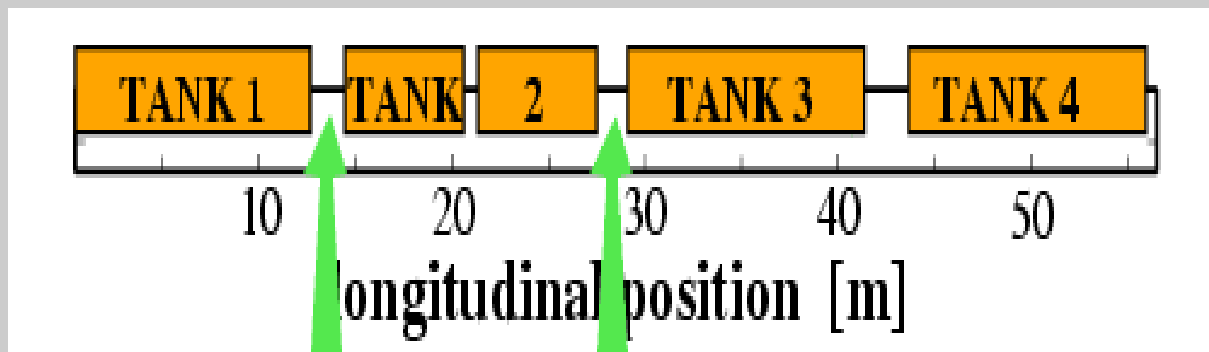 TANK 1 TANK 2 TANK 3 TANK 4
10 20 30 40 50
longitudinal position [m]